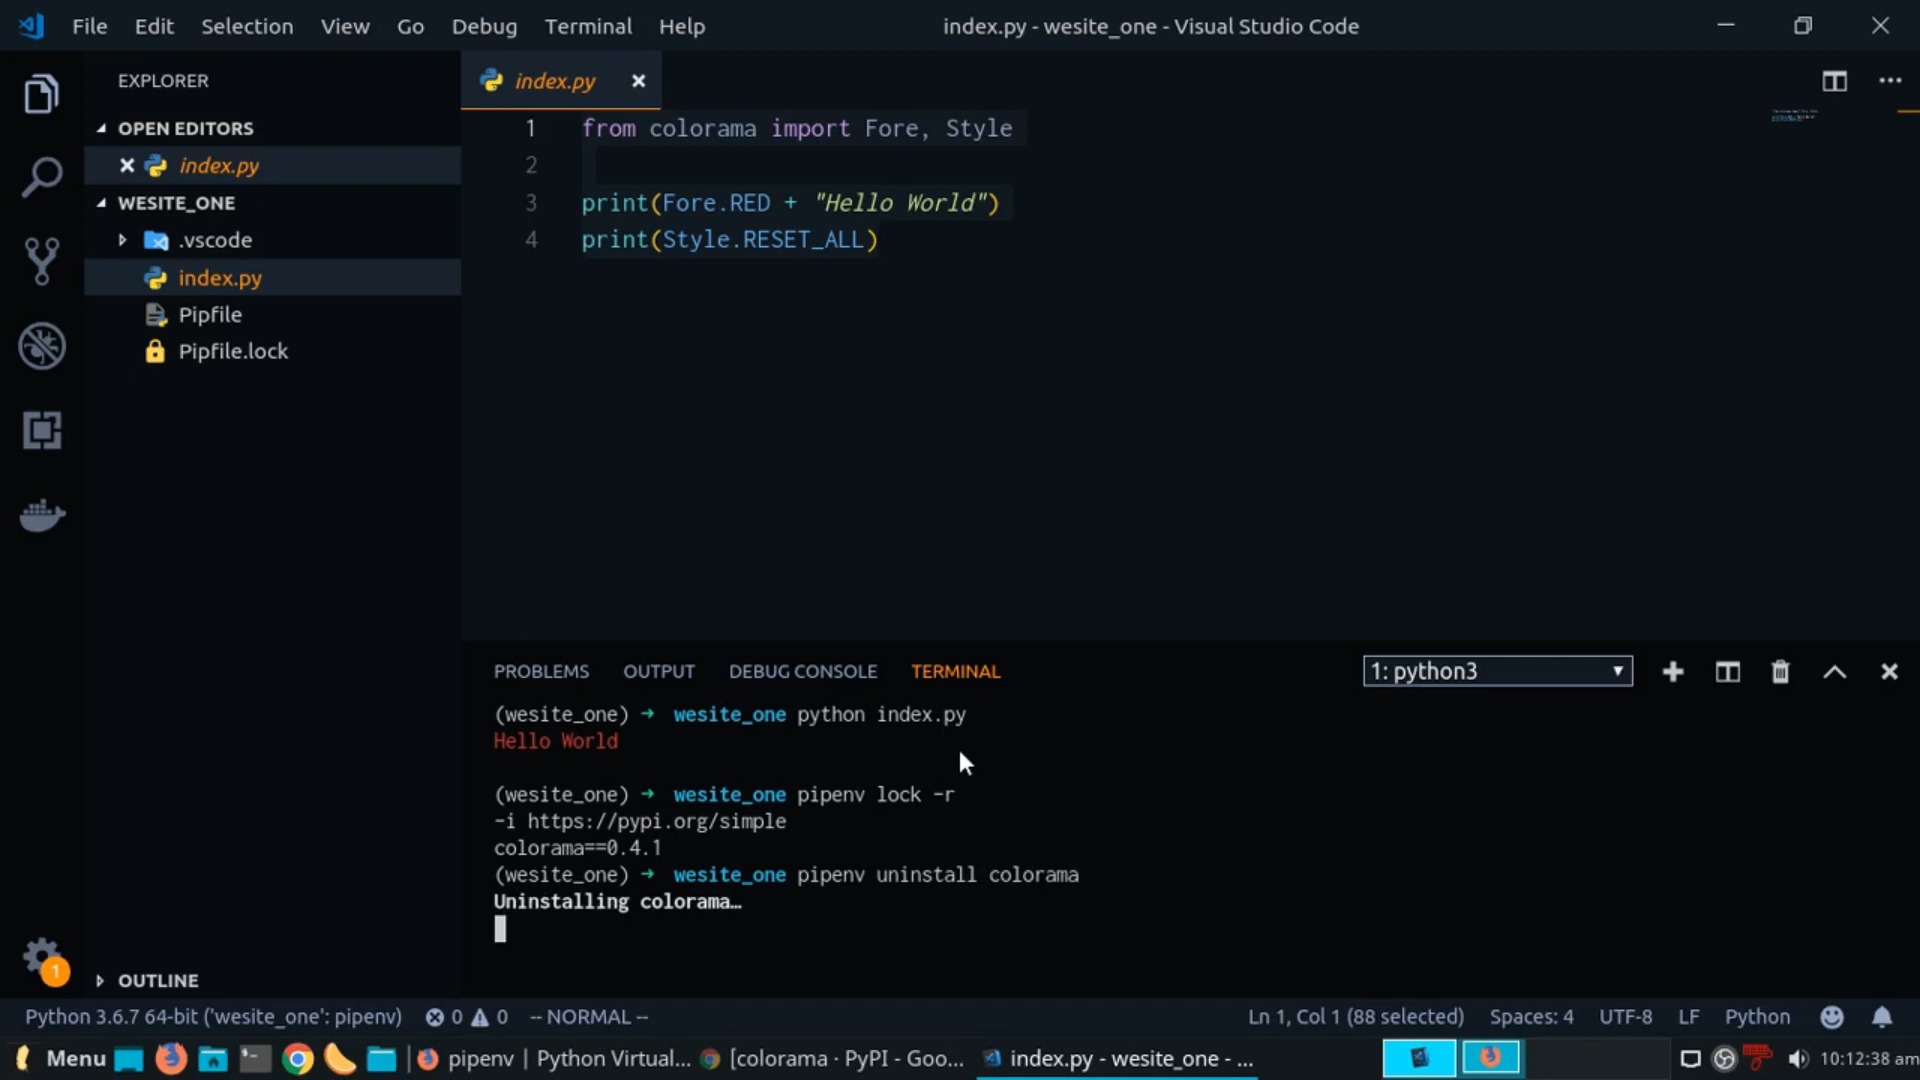 File Edit Selection View Go Debug Terminal Help index.py - wesite_one - Visual Studio Code
EXPLORER
OPEN EDITORS
index.py
WESITE_ONE
.vscode
index.py
Pipfile
Pipfile.lock
OUTLINE
index.py
1 from colorama import Fore, Style
2
3 print(Fore.RED + "Hello World")
4 print(Style.RESET_ALL)
PROBLEMS OUTPUT DEBUG CONSOLE TERMINAL 1: python3
(wesite_one) ➜ wesite_one python index.py
Hello World
(wesite_one) ➜ wesite_one pipenv lock -r
-i https://pypi.org/simple
colorama==0.4.1
(wesite_one) ➜ wesite_one pipenv uninstall colorama
Uninstalling colorama…
1
Python 3.6.7 64-bit ('wesite_one': pipenv) 0 0 -- NORMAL -- Ln 1, Col 1 (88 selected) Spaces: 4 UTF-8 LF Python
Menu pipenv | Python Virtual... [colorama · PyPI - Goo... index.py - wesite_one - ... 10:12:38 am